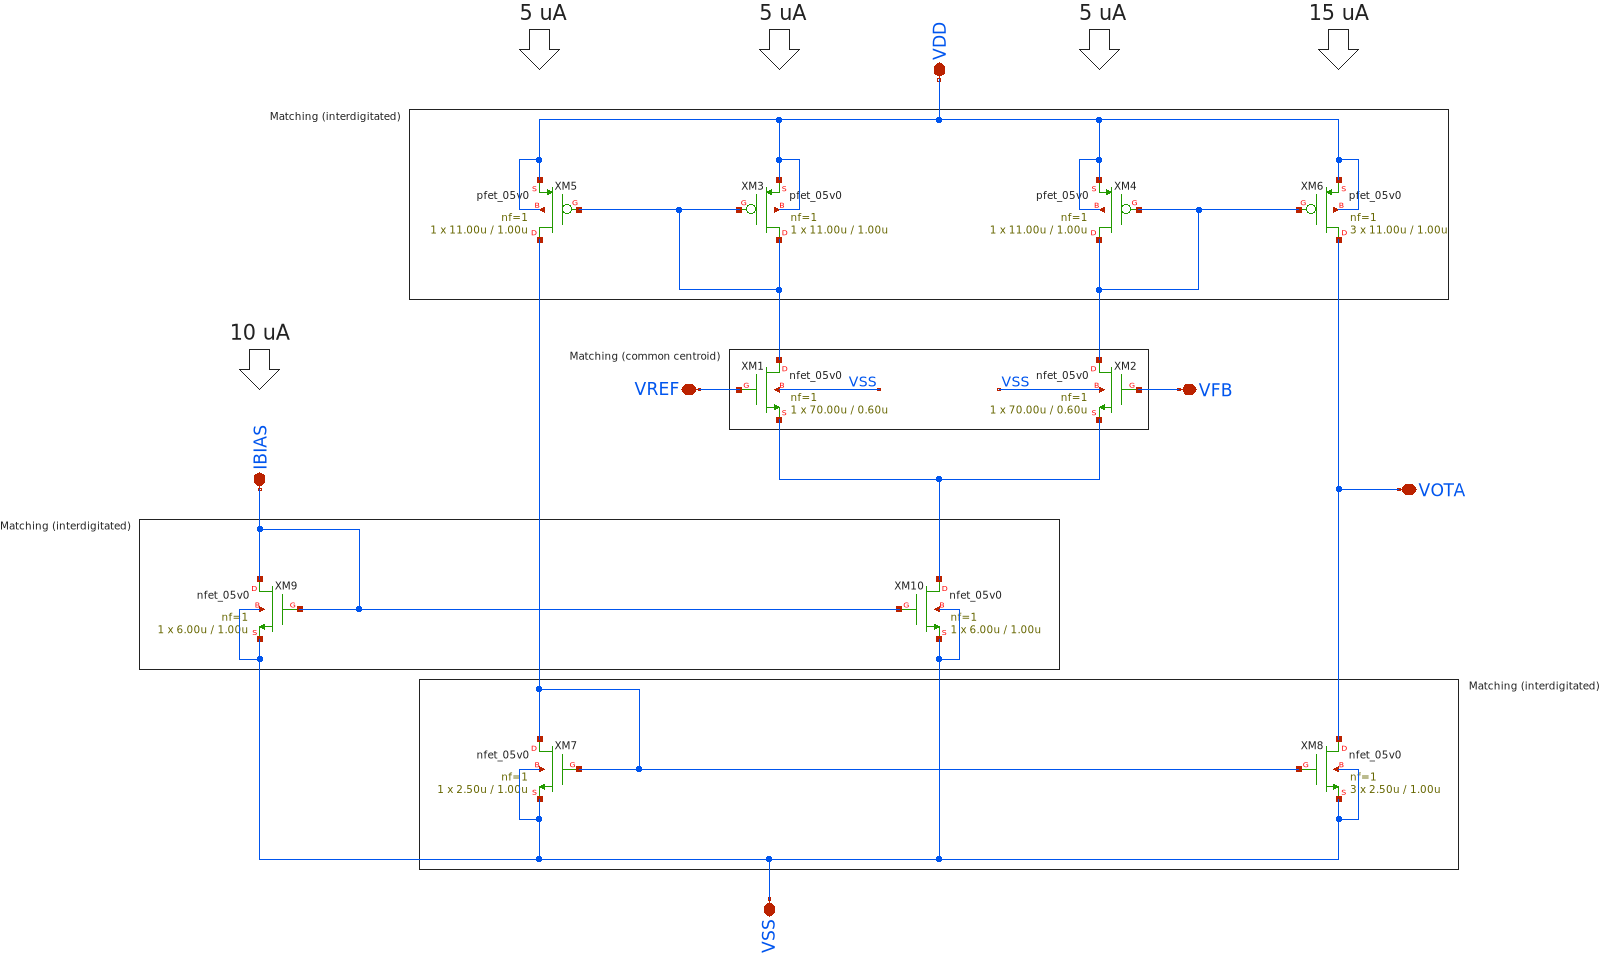 5 uA
5 uA
5 uA
15 uA
VDD
Matching (interdigitated)
S
XM5
pfet_05v0
B
G
nf=1
1 x 11.00u / 1.00u
D
XM3
S
pfet_05v0
G
B
nf=1
1 x 11.00u / 1.00u
D
S
XM4
pfet_05v0
B
G
nf=1
1 x 11.00u / 1.00u
D
XM6
S
pfet_05v0
G
B
nf=1
3 x 11.00u / 1.00u
D
10 uA
Matching (common centroid)
XM1
D
nfet_05v0
VSS
VREF
G
B
nf=1
1 x 70.00u / 0.60u
S
D
XM2
VSS
nfet_05v0
B
G
VFB
nf=1
1 x 70.00u / 0.60u
S
IBIAS
VOTA
Matching (interdigitated)
D
XM9
nfet_05v0
B
G
nf=1
1 x 6.00u / 1.00u
S
XM10
D
nfet_05v0
G
B
nf=1
1 x 6.00u / 1.00u
S
Matching (interdigitated)
D
XM7
nfet_05v0
B
G
nf=1
1 x 2.50u / 1.00u
S
XM8
D
nfet_05v0
G
B
nf=1
3 x 2.50u / 1.00u
S
VSS